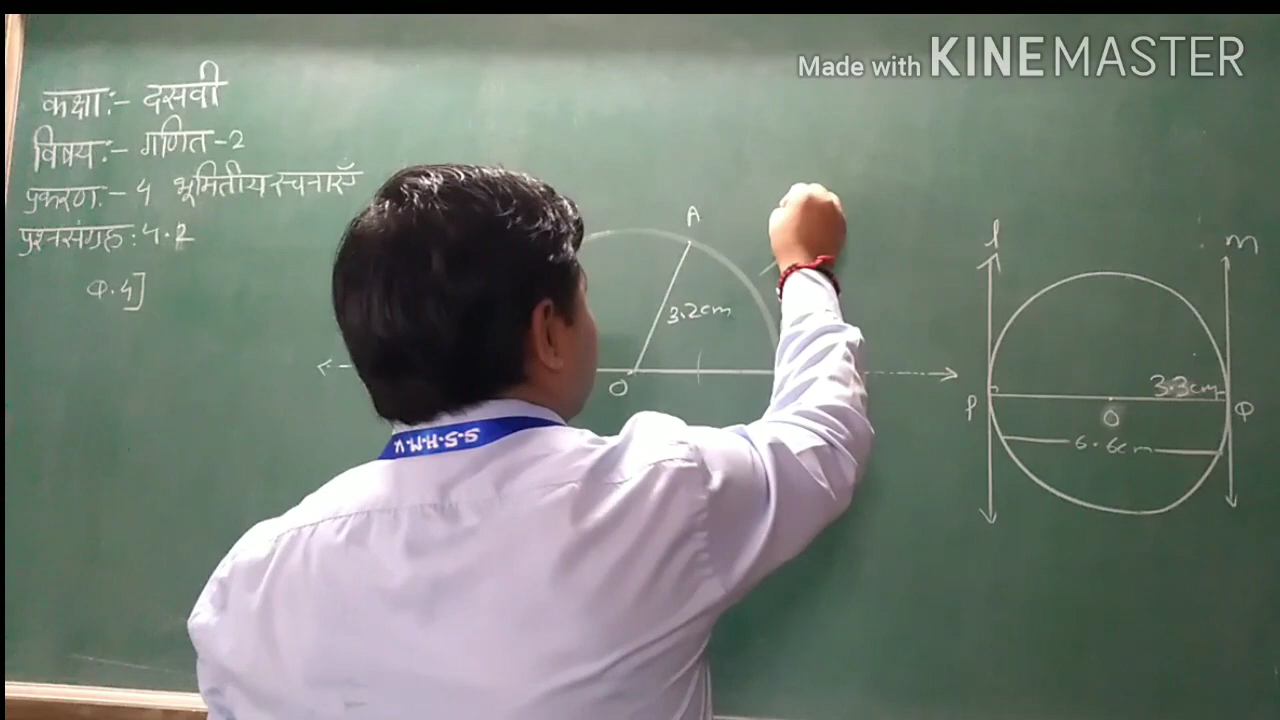 Made with KINEMASTER
कक्षाः- दसवी
विषयः- गणित -2
प्रकरणः- 4 भूमितीय रचनाएँ
प्रश्नसंग्रहः 4.2
Q.4]
A
3.2cm
O
l
m
3.3cm
P
O
Q
6.6cm
S.S.H.M.V